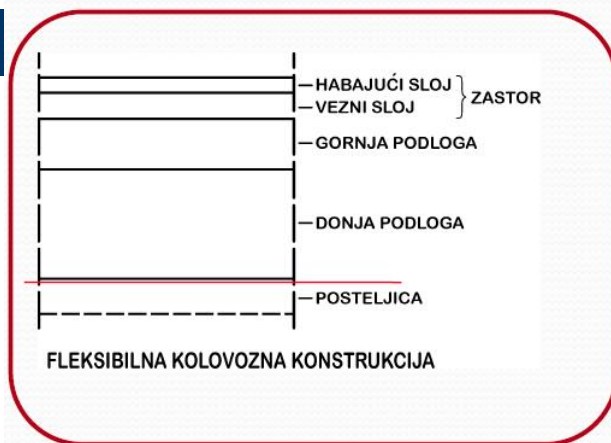 HABAJUĆI SLOJ
VEZNI SLOJ
ZASTOR
GORNJA PODLOGA
DONJA PODLOGA
POSTELJICA
FLEKSIBILNA KOLOVOZNA KONSTRUKCIJA